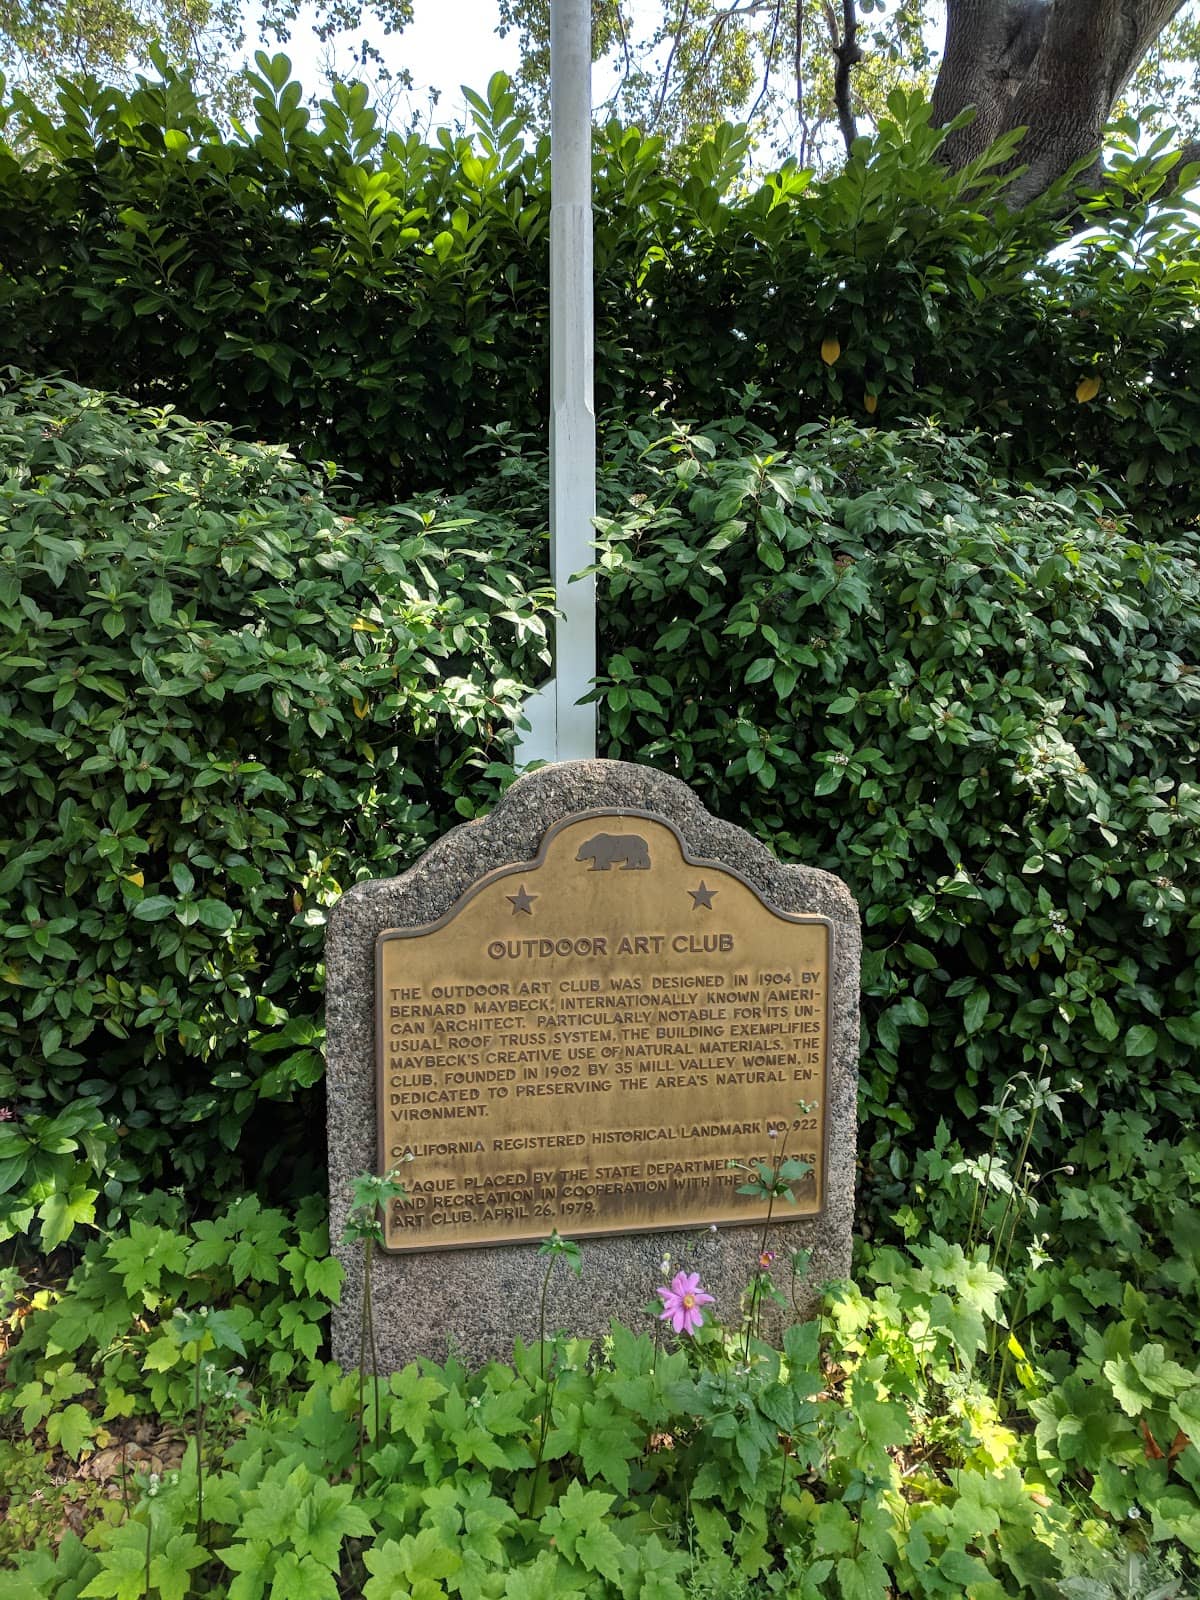 OUTDOOR ART CLUB
THE OUTDOOR ART CLUB WAS DESIGNED IN 1904 BY
BERNARD MAYBECK, INTERNATIONALLY KNOWN AMERI-
CAN ARCHITECT. PARTICULARLY NOTABLE FOR ITS UN-
USUAL ROOF TRUSS SYSTEM, THE BUILDING EXEMPLIFIES
MAYBECK'S CREATIVE USE OF NATURAL MATERIALS. THE
CLUB, FOUNDED IN 1902 BY 35 MILL VALLEY WOMEN, IS
DEDICATED TO PRESERVING THE AREA'S NATURAL EN-
VIRONMENT.
CALIFORNIA REGISTERED HISTORICAL LANDMARK NO. 922
PLAQUE PLACED BY THE STATE DEPARTMENT OF PARKS
AND RECREATION IN COOPERATION WITH THE OUTDOOR
ART CLUB, APRIL 26, 1979.